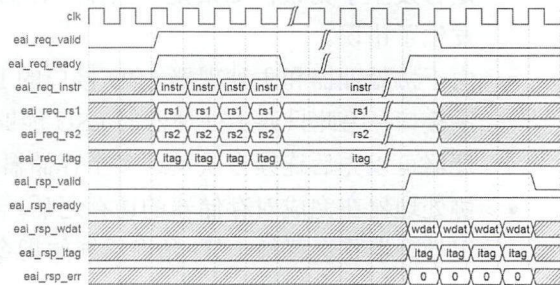 clk
eai_req_valid
eai_req_ready
eai_req_instr instr instr instr instr instr
eai_req_rs1 rs1 rs1 rs1 rs1 rs1
eai_req_rs2 rs2 rs2 rs2 rs2 rs2
eai_req_itag itag itag itag itag itag
eai_rsp_valid
eai_rsp_ready
eai_rsp_wdat wdat wdat wdat wdat
eai_rsp_itag itag itag itag itag
eai_rsp_err 0 0 0 0